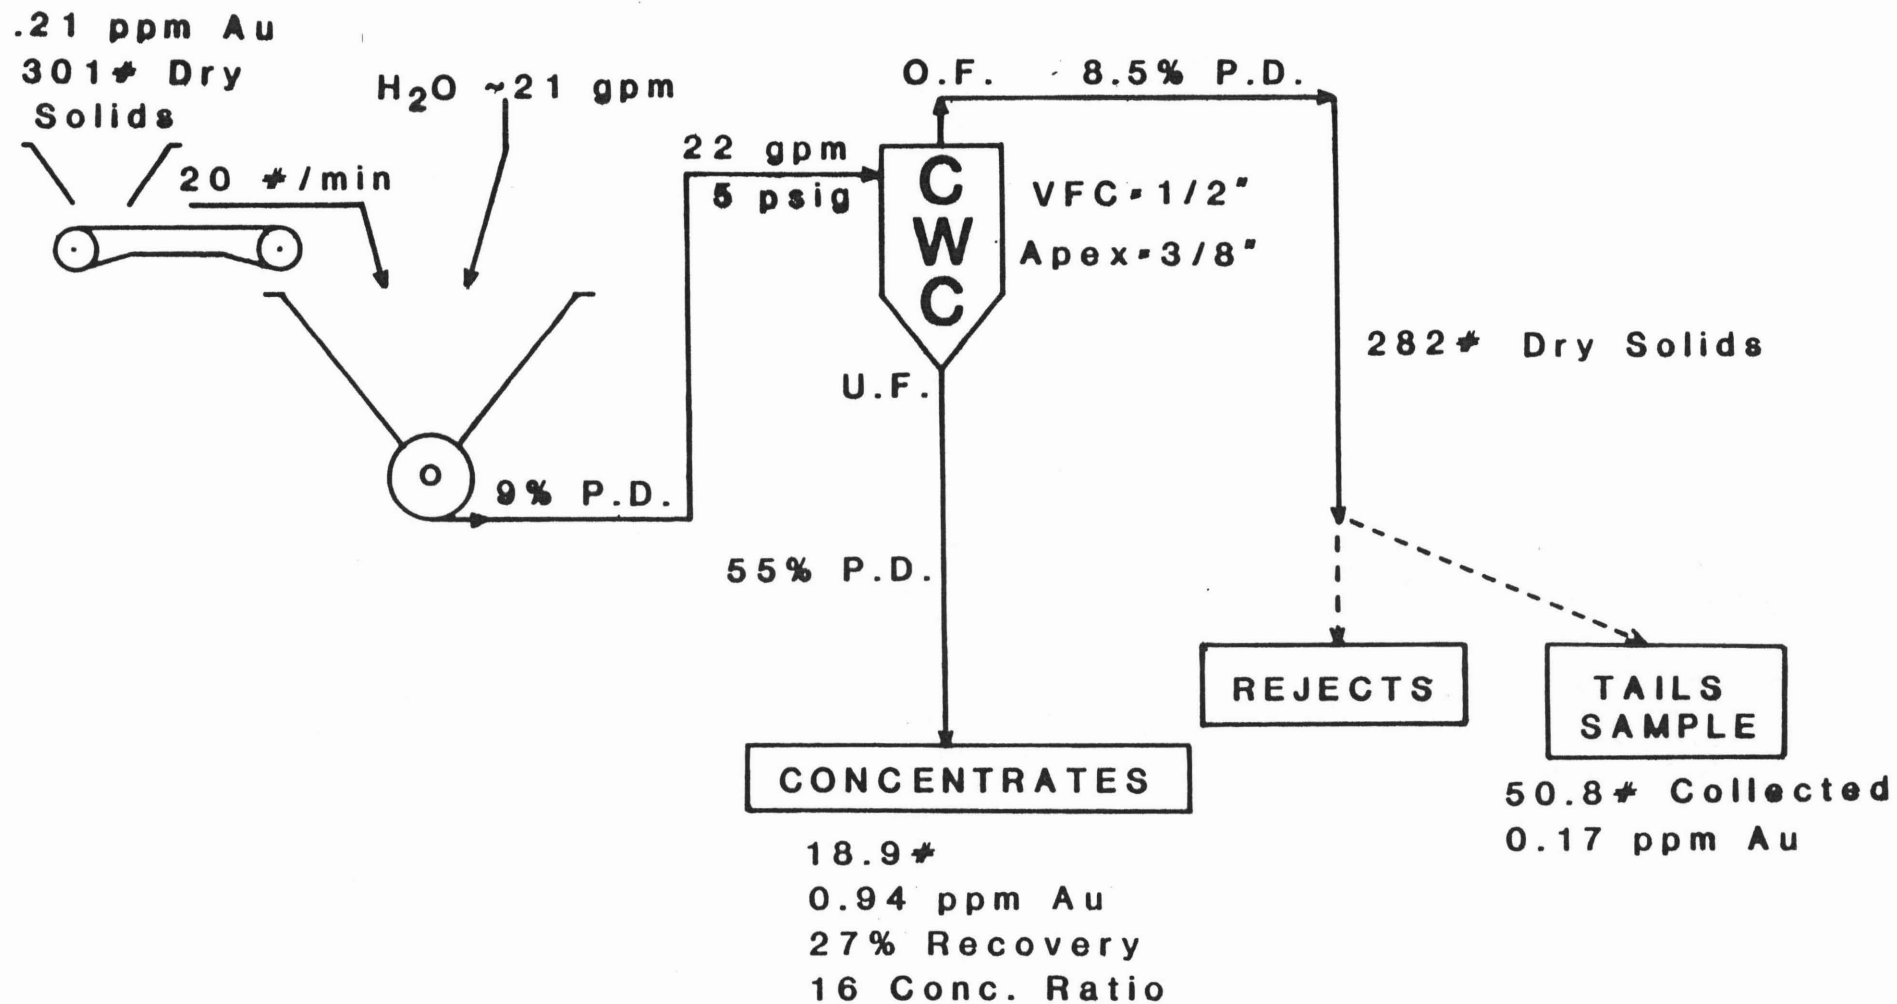 .21 ppm Au
301# Dry
Solids
20 #/min
H₂O ~21 gpm
9% P.D.
22 gpm
5 psig
O.F. 8.5% P.D.
CWC
VFC=1/2"
Apex=3/8"
U.F.
55% P.D.
282# Dry Solids
REJECTS
TAILS
SAMPLE
50.8# Collected
0.17 ppm Au
CONCENTRATES
18.9#
0.94 ppm Au
27% Recovery
16 Conc. Ratio